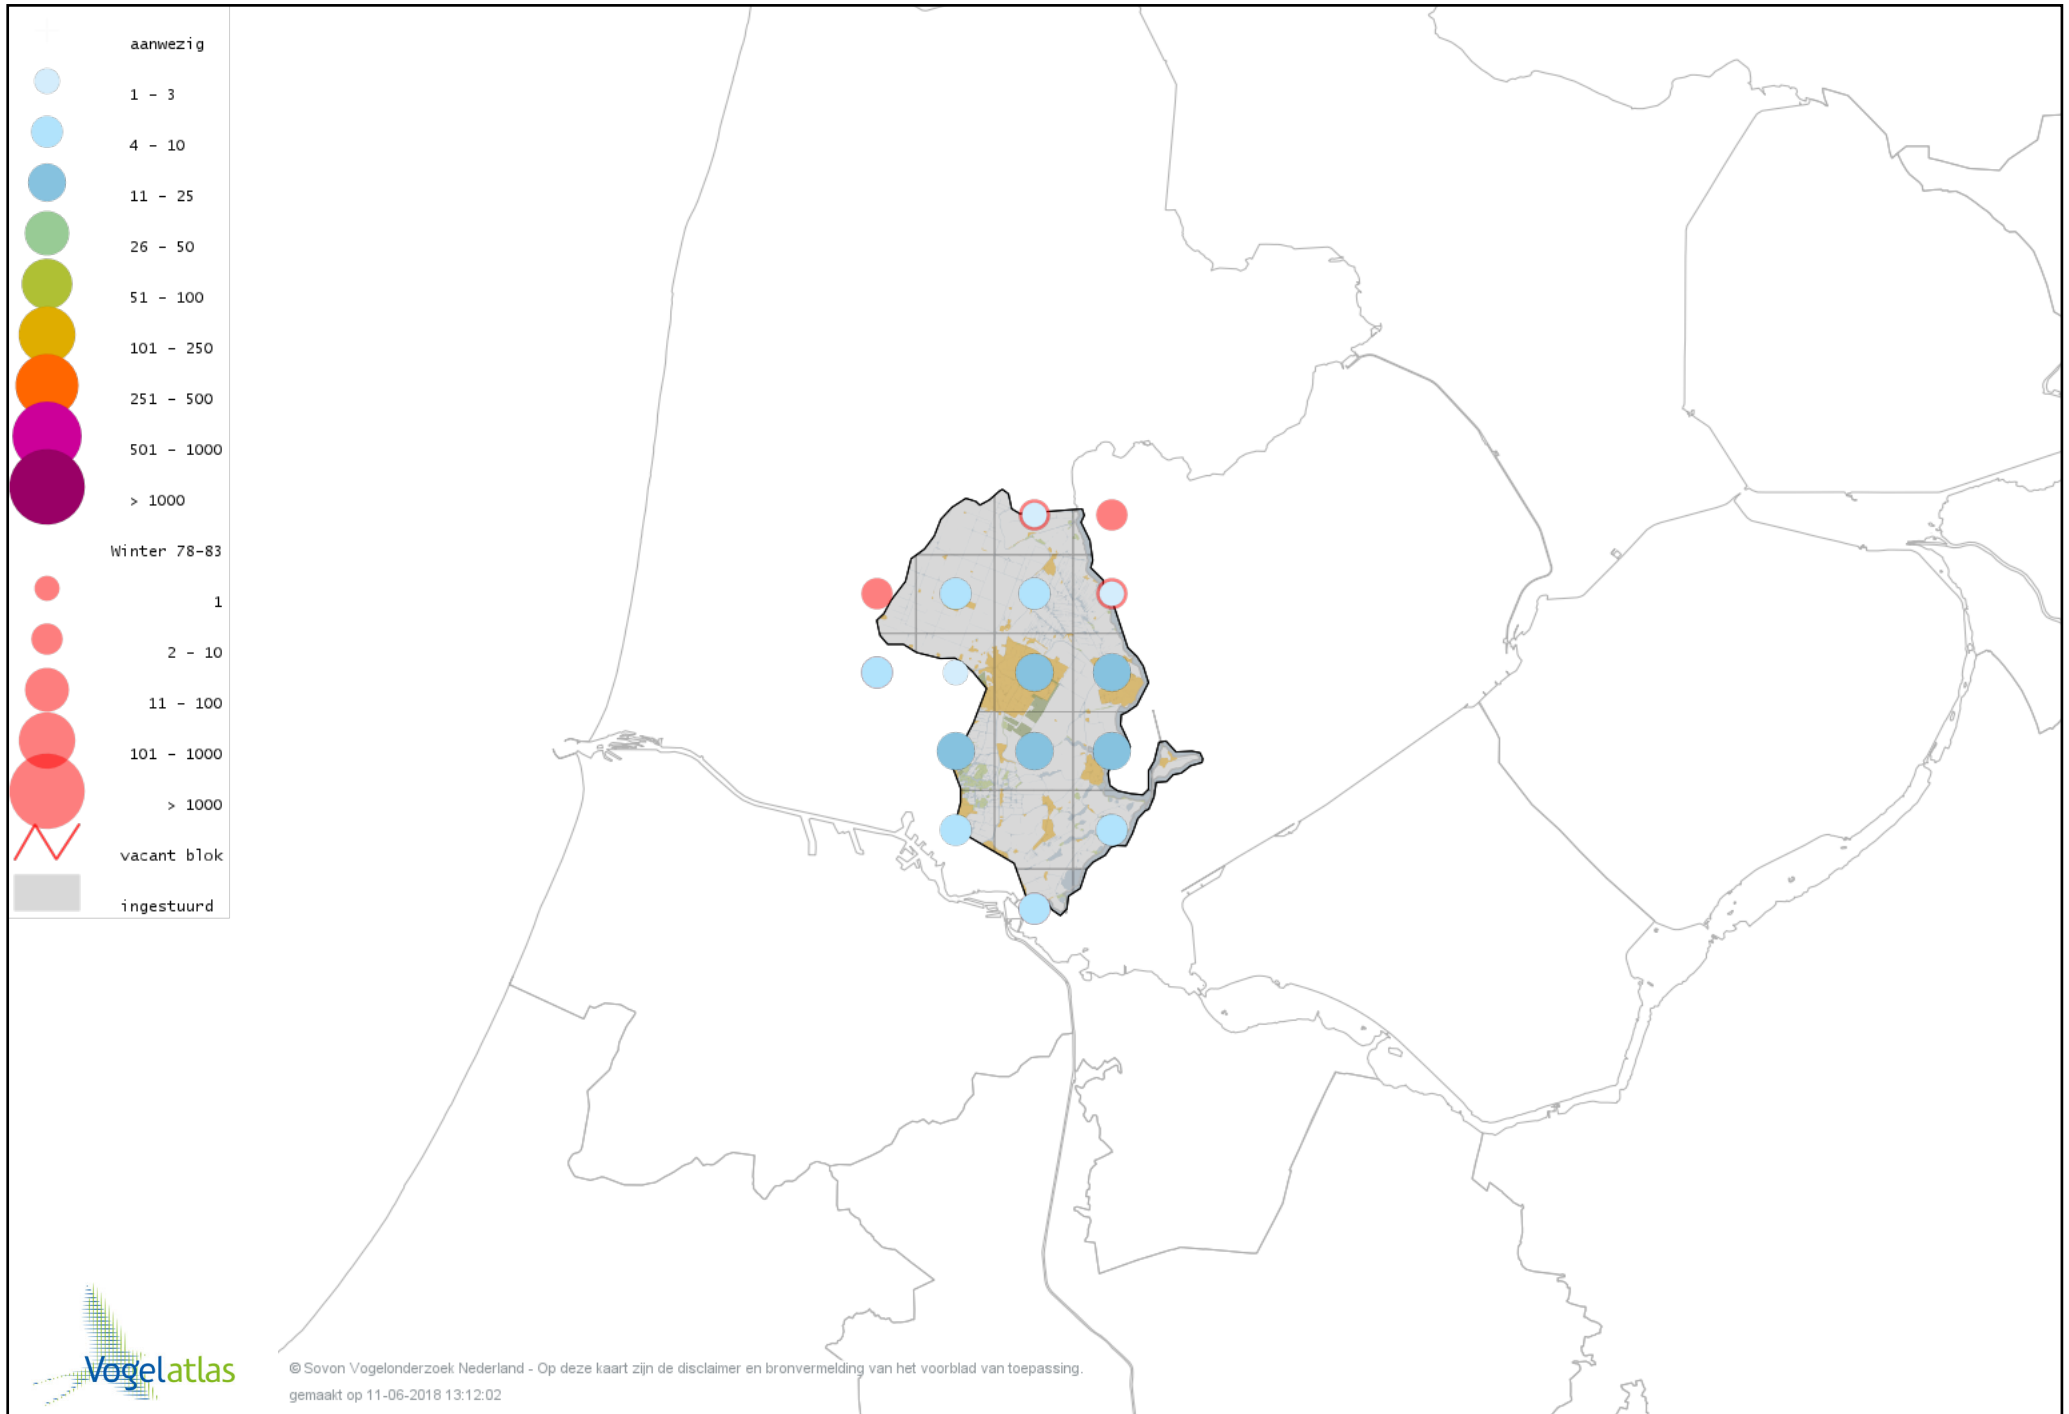 aanwezig
1 - 3
4 - 10
11 - 25
26 - 50
51 - 100
101 - 250
251 - 500
501 - 1000
> 1000
Winter 78-83
1
2 - 10
11 - 100
101 - 1000
> 1000
vacant blok
ingestuurd
Vogelatlas
© Sovon Vogelonderzoek Nederland - Op deze kaart zijn de disclaimer en bronvermelding van het voorblad van toepassing.
gemaakt op 11-06-2018 13:12:02